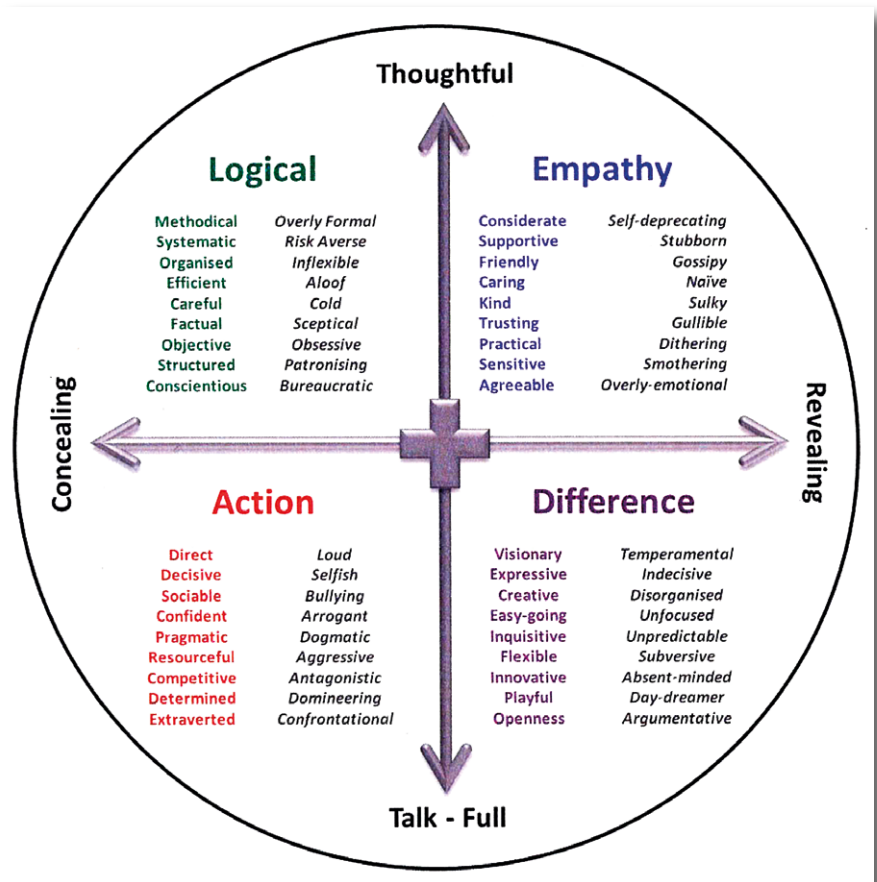 Thoughtful
Logical
Methodical Overly Formal
Systematic Risk Averse
Organised Inflexible
Efficient Aloof
Careful Cold
Factual Sceptical
Objective Obsessive
Structured Patronising
Conscientious Bureaucratic
Empathy
Considerate Self-deprecating
Supportive Stubborn
Friendly Gossipy
Caring Naïve
Kind Sulky
Trusting Gullible
Practical Dithering
Sensitive Smothering
Agreeable Overly-emotional
Concealing
Revealing
Action
Direct Loud
Decisive Selfish
Sociable Bullying
Confident Arrogant
Pragmatic Dogmatic
Resourceful Aggressive
Competitive Antagonistic
Determined Domineering
Extraverted Confrontational
Difference
Visionary Temperamental
Expressive Indecisive
Creative Disorganised
Easy-going Unfocused
Inquisitive Unpredictable
Flexible Subversive
Innovative Absent-minded
Playful Day-dreamer
Openness Argumentative
Talk - Full